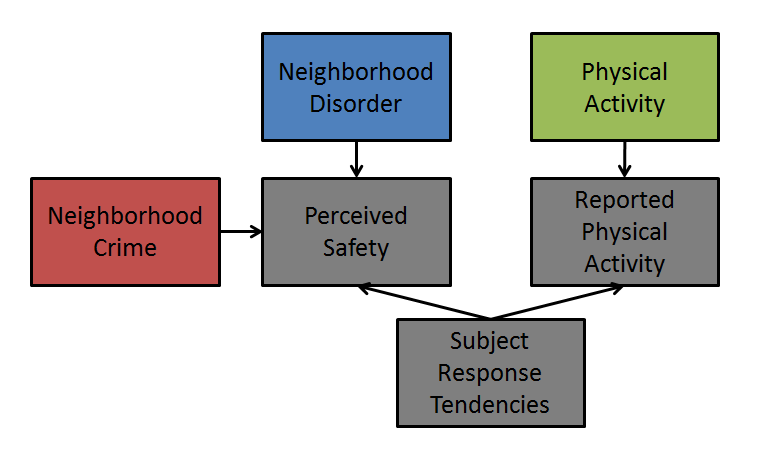 Neighborhood
Disorder
Physical
Activity
Neighborhood
Crime
Perceived
Safety
Reported
Physical
Activity
Subject
Response
Tendencies